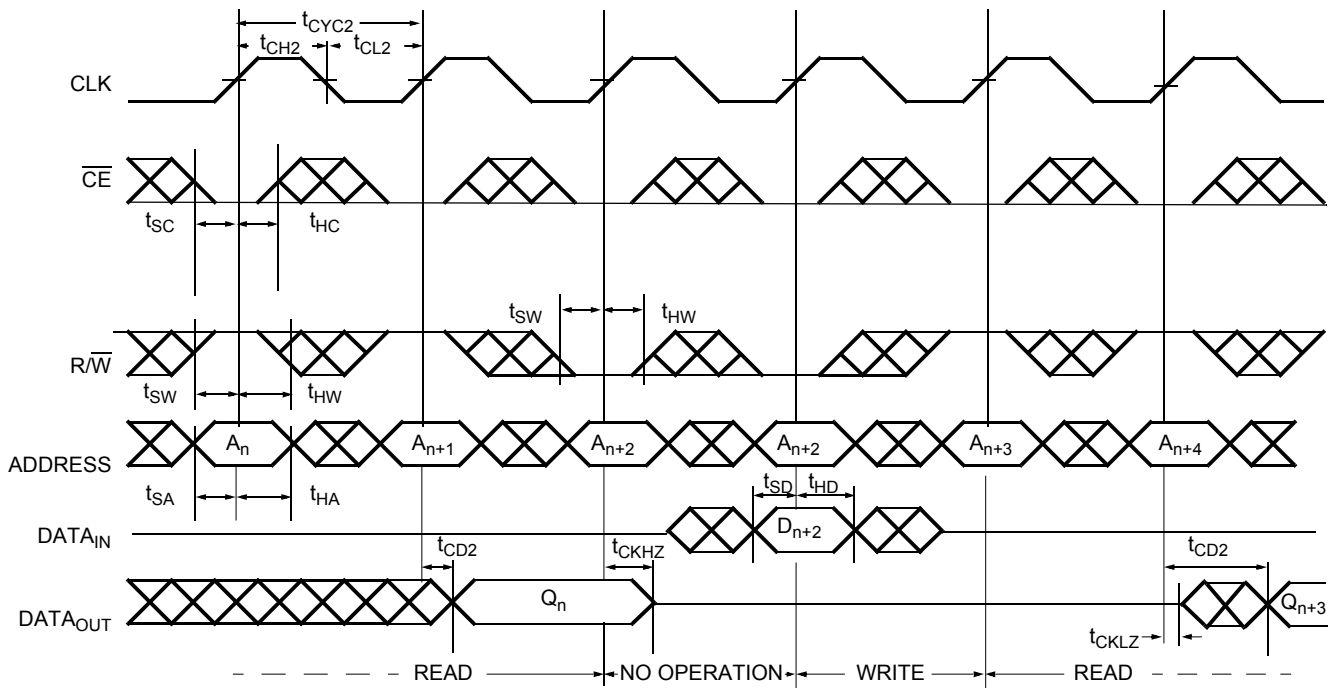 tCYC2
tCH2 tCL2
CLK
CE
tSC tHC
tSW tHW
R/W
tSW tHW
An An+1 An+2 An+2 An+3 An+4
ADDRESS
tSA tHA tSD tHD
Dn+2
DATAIN
tCD2 tCKHZ tCD2
Qn Qn+3
DATAOUT
tCKLZ
READ NO OPERATION WRITE READ